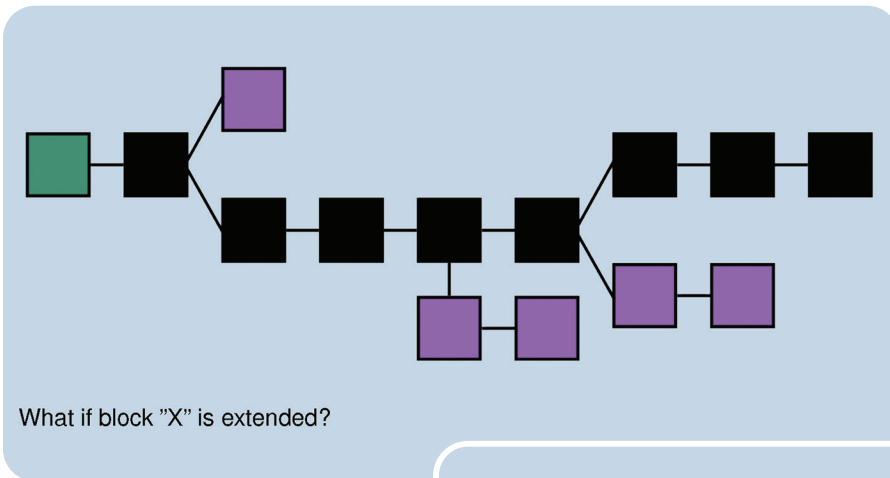 What if block ”X” is extended?